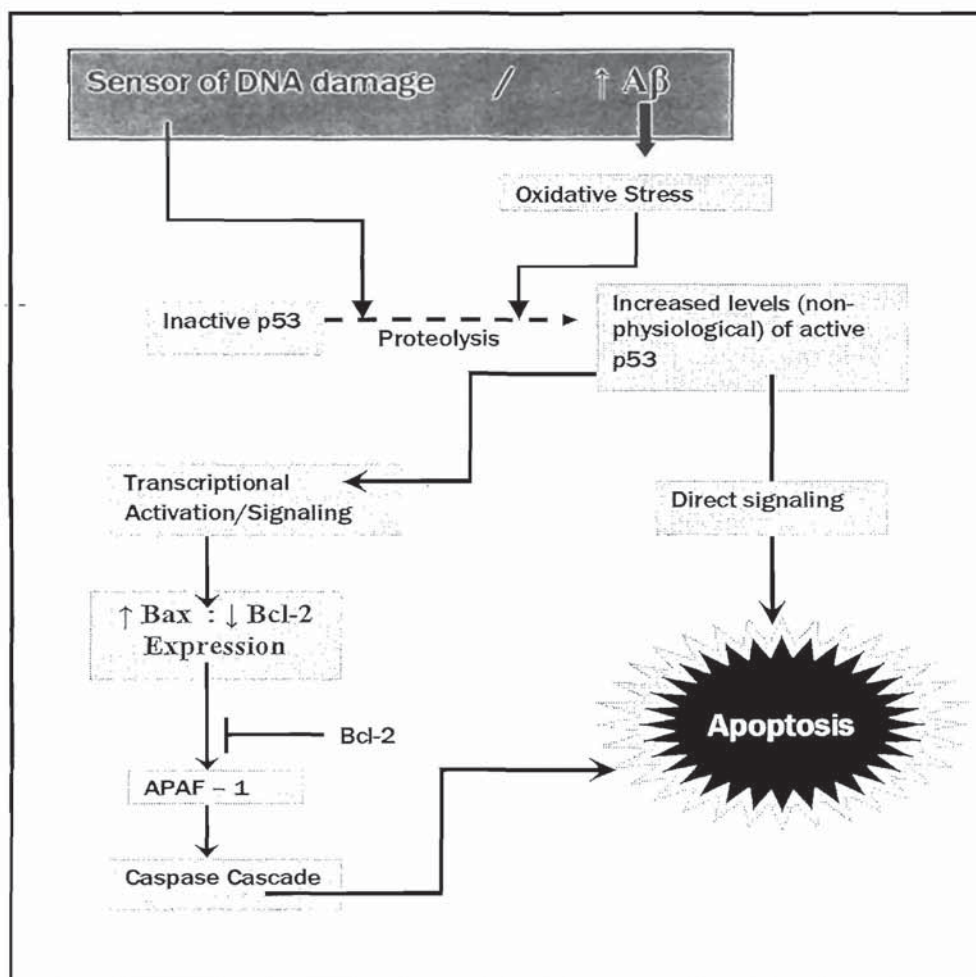 Sensor of DNA damage / ↑ Aβ
Oxidative Stress
Inactive p53
Proteolysis
Increased levels (non-
physiological) of active
p53
Transcriptional
Activation/Signaling
Direct signaling
↑ Bax : ↓ Bcl-2
Expression
Bcl-2
Apoptosis
APAF – 1
Caspase Cascade